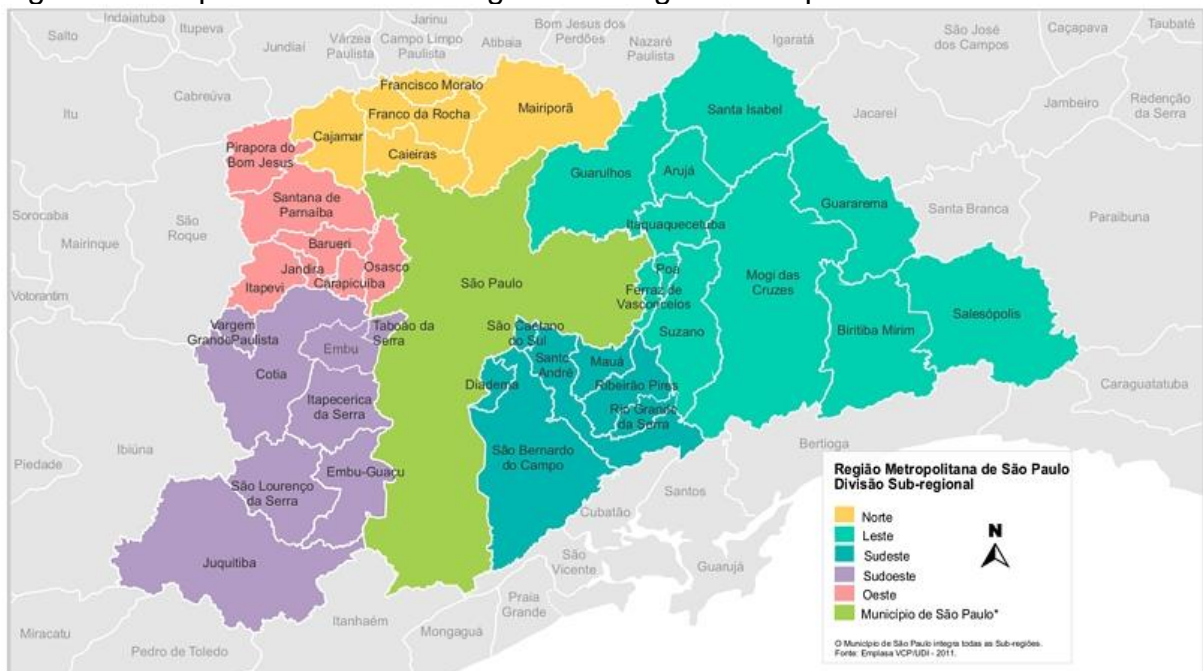 Indaiatuba
Itupeva
Salto
Jundiaí
Várzea
Paulista
Jarinu
Campo Limpo
Paulista
Atibaia
Bom Jesus dos
Perdões
Nazaré
Paulista
Igaratá
São José
dos Campos
Caçapava
Taubaté
Itu
Cabreúva
Francisco Morato
Franco da Rocha
Mairiporã
Cajamar
Caieiras
Santa Isabel
Jacareí
Jambeiro
Redenção
da Serra
Pirapora do
Bom Jesus
Guarulhos
Arujá
Guararema
Santa Branca
Paraibuna
Santana de
Parnaíba
Sorocaba
Mairinque
São
Roque
Itaquaquecetuba
Barueri
Jandira
Osasco
Itapevi
Carapicuiba
São Paulo
Poá
Ferraz de
Vasconcelos
Mogi das
Cruzes
Votorantim
Vargem
Grande Paulista
Embu
Taboão da
Serra
São Caetano
do Sul
Suzano
Biritiba Mirim
Salesópolis
Cotia
Santo
André
Mauá
Diadema
Ribeirão Pires
Itapecerica
da Serra
Rio Grande
da Serra
Caraguatatuba
Piedade
Ibiúna
São Bernardo
do Campo
Bertioga
Embu-Guaçu
São Lourenço
da Serra
Santos
Cubatão
Juquitiba
São
Vicente
Guarujá
Praia
Grande
Itanhaém
Mongaguá
Miracatu
Pedro de Toledo
Região Metropolitana de São Paulo
Divisão Sub-regional
Norte
Leste
Sudeste
Sudoeste
Oeste
Município de São Paulo*
N
O Município de São Paulo integra todas as Sub-regiões.
Fonte: Emplasa VCP/UDI - 2011.